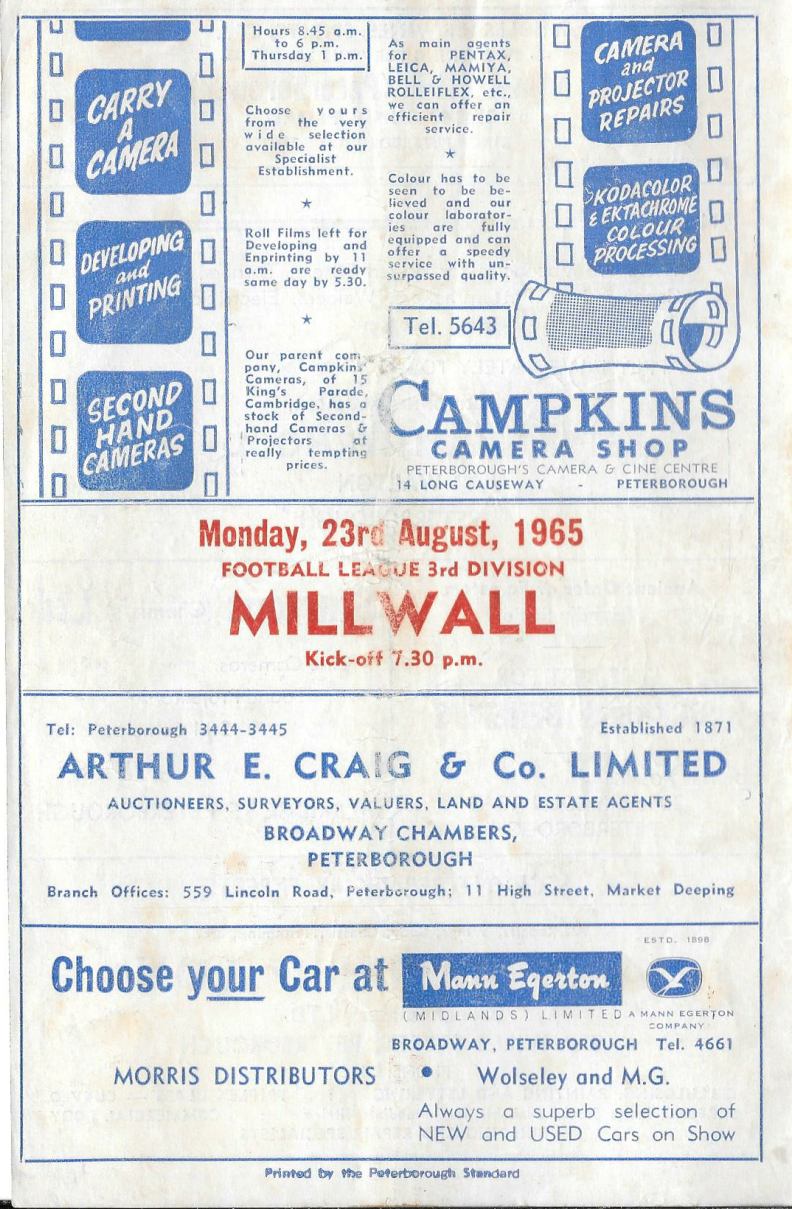 CARRY
A
CAMERA
DEVELOPING
and
PRINTING
SECOND
HAND
CAMERAS
Hours 8.45 a.m.
to 6 p.m.
Thursday 1 p.m.
Choose yours
from the very
wide selection
available at our
Specialist
Establishment.
★
Roll Films left for
Developing and
Enprinting by 11
a.m. are ready
same day by 5.30.
★
Our parent com
pany, Campkin
Cameras, of 15
King's Parade,
Cambridge, has a
stock of Second-
hand Cameras &
Projectors at
really tempting
prices.
As main agents
for PENTAX,
LEICA, MAMIYA,
BELL & HOWELL
ROLLEIFLEX, etc.,
we can offer an
efficient repair
service.
★
Colour has to be
seen to be be-
lieved and our
colour laborator-
ies are fully
equipped and can
offer a speedy
service with un-
surpassed quality.
CAMERA
and
PROJECTOR
REPAIRS
KODACOLOR
& EKTACHROME
COLOUR
PROCESSING
Tel. 5643
CAMPKINS
CAMERA SHOP
PETERBOROUGH'S CAMERA & CINE CENTRE
14 LONG CAUSEWAY - PETERBOROUGH
Monday, 23rd August, 1965
FOOTBALL LEAGUE 3rd DIVISION
MILLWALL
Kick-off 7.30 p.m.
Tel: Peterborough 3444-3445 Established 1871
ARTHUR E. CRAIG & Co. LIMITED
AUCTIONEERS, SURVEYORS, VALUERS, LAND AND ESTATE AGENTS
BROADWAY CHAMBERS,
PETERBOROUGH
Branch Offices: 559 Lincoln Road, Peterborough; 11 High Street, Market Deeping
ESTD. 1898
Choose your Car at Mann Egerton
(MIDLANDS) LIMITED A MANN EGERTON
COMPANY
BROADWAY, PETERBOROUGH Tel. 4661
MORRIS DISTRIBUTORS • Wolseley and M.G.
Always a superb selection of
NEW and USED Cars on Show
Printed by the Peterborough Standard